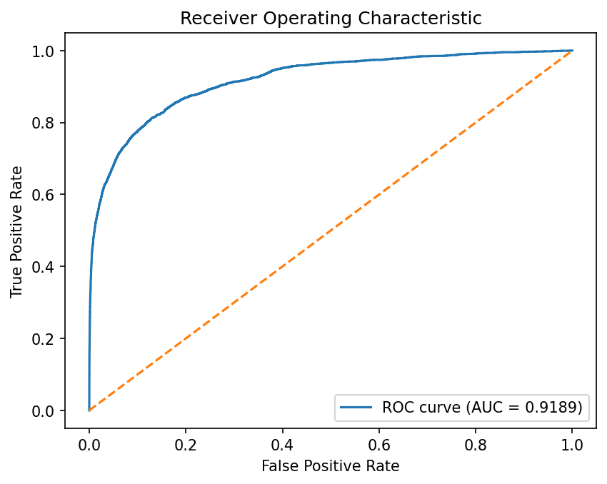 Receiver Operating Characteristic
1.0
0.8
0.6
0.4
0.2
0.0
True Positive Rate
ROC curve (AUC = 0.9189)
0.0 0.2 0.4 0.6 0.8 1.0
False Positive Rate